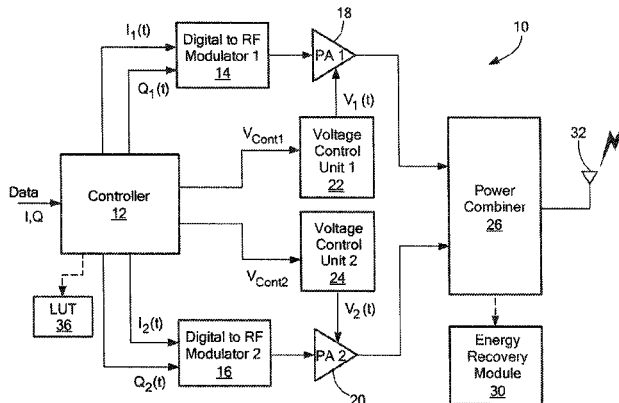 18
10
I1(t)
Digital to RF
Modulator 1
14
PA 1
Q1(t)
V1(t)
VCont1
Voltage
Control
Unit 1
22
32
Data
I,Q
Controller
12
Power
Combiner
26
Voltage
Control
Unit 2
24
VCont2
LUT
36
I2(t)
V2(t)
Digital to RF
Modulator 2
16
PA 2
Q2(t)
20
Energy
Recovery
Module
30